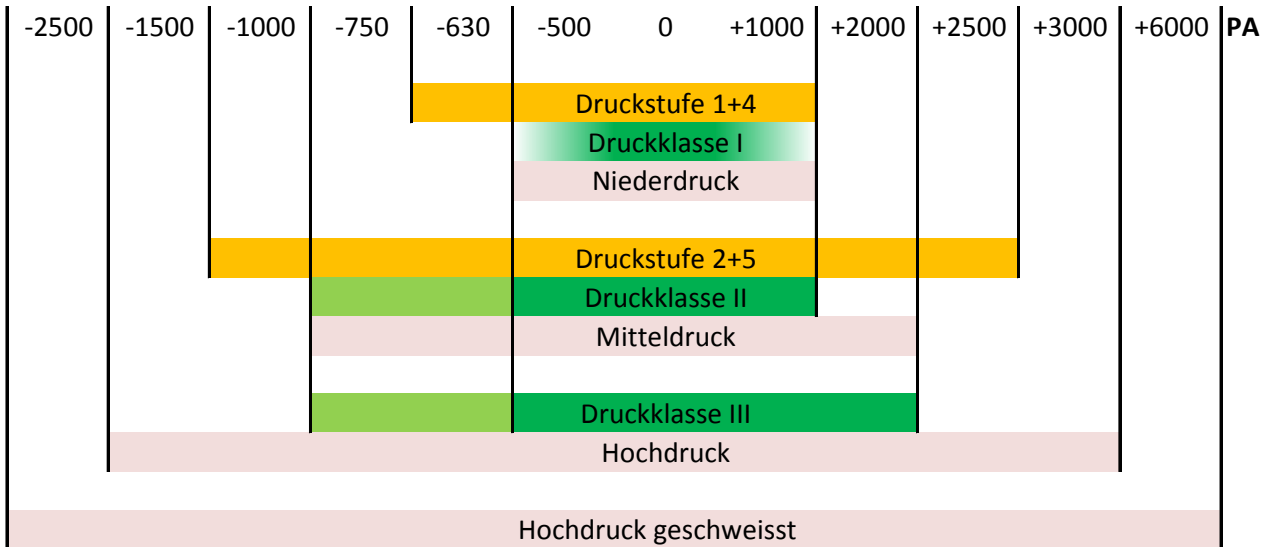 -2500 -1500 -1000 -750 -630 -500 0 +1000 +2000 +2500 +3000 +6000 PA
Druckstufe 1+4
Druckklasse I
Niederdruck
Druckstufe 2+5
Druckklasse II
Mitteldruck
Druckklasse III
Hochdruck
Hochdruck geschweisst